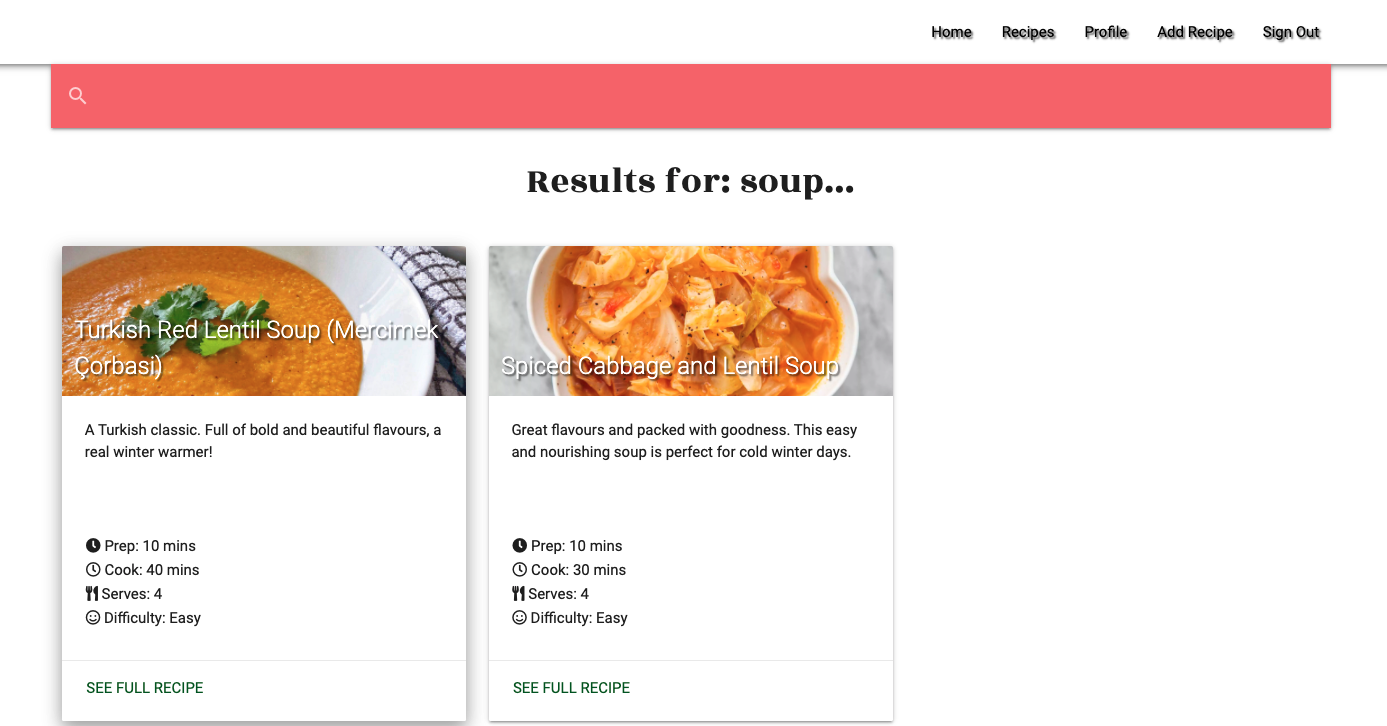 Home Recipes Profile Add Recipe Sign Out
Results for: soup...
Turkish Red Lentil Soup (Mercimek
Çorbasi)
A Turkish classic. Full of bold and beautiful flavours, a
real winter warmer!
Prep: 10 mins
Cook: 40 mins
Serves: 4
Difficulty: Easy
SEE FULL RECIPE
Spiced Cabbage and Lentil Soup
Great flavours and packed with goodness. This easy
and nourishing soup is perfect for cold winter days.
Prep: 10 mins
Cook: 30 mins
Serves: 4
Difficulty: Easy
SEE FULL RECIPE